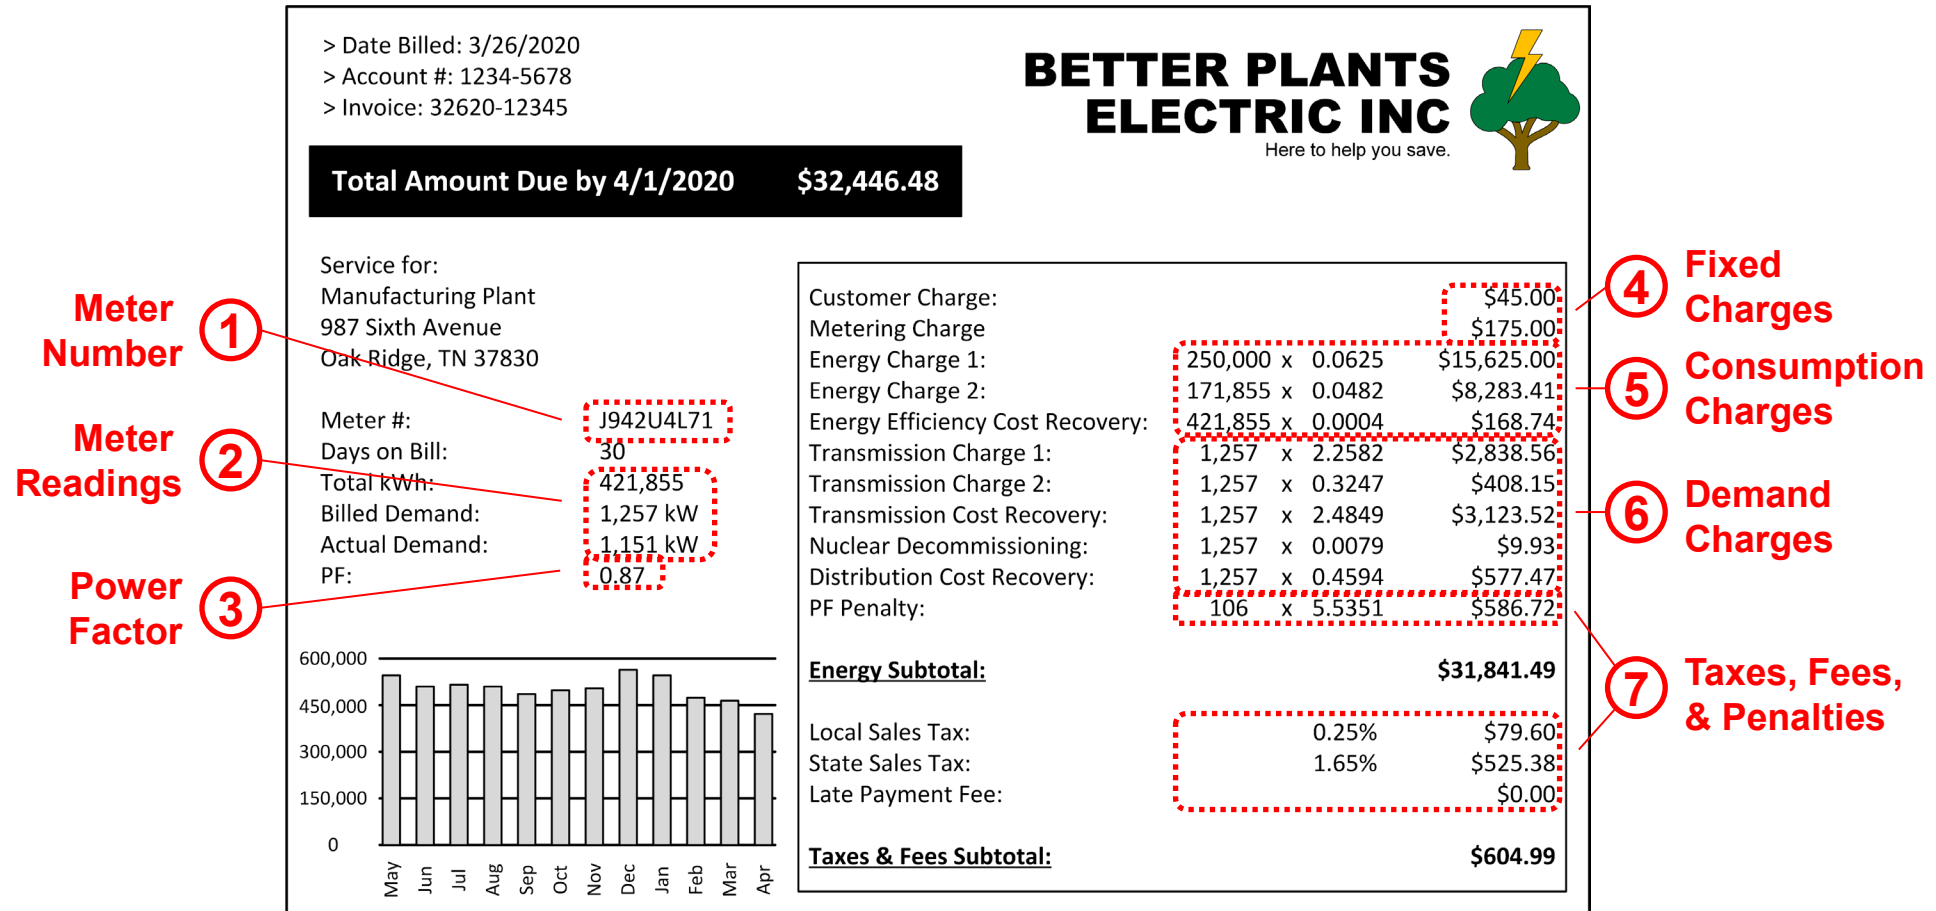 > Date Billed: 3/26/2020
> Account #: 1234-5678
> Invoice: 32620-12345
BETTER PLANTS
ELECTRIC INC
Here to help you save.
Total Amount Due by 4/1/2020 $32,446.48
Service for:
Manufacturing Plant
987 Sixth Avenue
Oak Ridge, TN 37830
Meter #: J942U4L71
Days on Bill: 30
Total kWh: 421,855
Billed Demand: 1,257 kW
Actual Demand: 1,151 kW
PF: 0.87
Meter
Number
1
Meter
Readings
2
Power
Factor
3
600,000
450,000
300,000
150,000
0
May Jun Jul Aug Sep Oct Nov Dec Jan Feb Mar Apr
Customer Charge: $45.00
Metering Charge $175.00
Energy Charge 1: 250,000 x 0.0625 $15,625.00
Energy Charge 2: 171,855 x 0.0482 $8,283.41
Energy Efficiency Cost Recovery: 421,855 x 0.0004 $168.74
Transmission Charge 1: 1,257 x 2.2582 $2,838.56
Transmission Charge 2: 1,257 x 0.3247 $408.15
Transmission Cost Recovery: 1,257 x 2.4849 $3,123.52
Nuclear Decommissioning: 1,257 x 0.0079 $9.93
Distribution Cost Recovery: 1,257 x 0.4594 $577.47
PF Penalty: 106 x 5.5351 $586.72
Energy Subtotal: $31,841.49
Local Sales Tax: 0.25% $79.60
State Sales Tax: 1.65% $525.38
Late Payment Fee: $0.00
Taxes & Fees Subtotal: $604.99
4
Fixed
Charges
5
Consumption
Charges
6
Demand
Charges
7
Taxes, Fees,
& Penalties